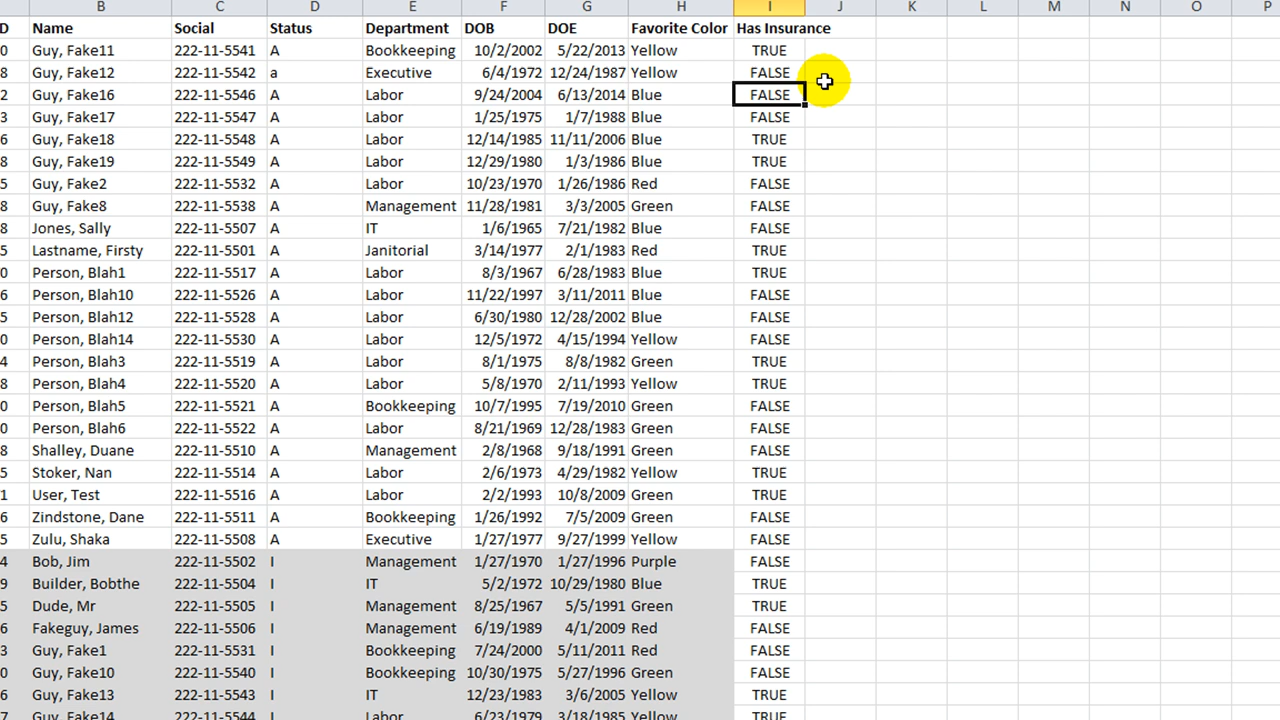 B C D E F G H I J K L M N O P
D Name Social Status Department DOB DOE Favorite Color Has Insurance
0 Guy, Fake11 222-11-5541 A Bookkeeping 10/2/2002 5/22/2013 Yellow TRUE
8 Guy, Fake12 222-11-5542 a Executive 6/4/1972 12/24/1987 Yellow FALSE
2 Guy, Fake16 222-11-5546 A Labor 9/24/2004 6/13/2014 Blue FALSE
3 Guy, Fake17 222-11-5547 A Labor 1/25/1975 1/7/1988 Blue FALSE
6 Guy, Fake18 222-11-5548 A Labor 12/14/1985 11/11/2006 Blue TRUE
8 Guy, Fake19 222-11-5549 A Labor 12/29/1980 1/3/1986 Blue TRUE
5 Guy, Fake2 222-11-5532 A Labor 10/23/1970 1/26/1986 Red FALSE
8 Guy, Fake8 222-11-5538 A Management 11/28/1981 3/3/2005 Green FALSE
8 Jones, Sally 222-11-5507 A IT 1/6/1965 7/21/1982 Blue FALSE
5 Lastname, Firsty 222-11-5501 A Janitorial 3/14/1977 2/1/1983 Red TRUE
0 Person, Blah1 222-11-5517 A Labor 8/3/1967 6/28/1983 Blue TRUE
6 Person, Blah10 222-11-5526 A Labor 11/22/1997 3/11/2011 Blue FALSE
5 Person, Blah12 222-11-5528 A Labor 6/30/1980 12/28/2002 Blue FALSE
0 Person, Blah14 222-11-5530 A Labor 12/5/1972 4/15/1994 Yellow FALSE
4 Person, Blah3 222-11-5519 A Labor 8/1/1975 8/8/1982 Green TRUE
8 Person, Blah4 222-11-5520 A Labor 5/8/1970 2/11/1993 Yellow TRUE
0 Person, Blah5 222-11-5521 A Bookkeeping 10/7/1995 7/19/2010 Green FALSE
0 Person, Blah6 222-11-5522 A Labor 8/21/1969 12/28/1983 Green FALSE
8 Shalley, Duane 222-11-5510 A Management 2/8/1968 9/18/1991 Green FALSE
5 Stoker, Nan 222-11-5514 A Labor 2/6/1973 4/29/1982 Yellow TRUE
1 User, Test 222-11-5516 A Labor 2/2/1993 10/8/2009 Green TRUE
6 Zindstone, Dane 222-11-5511 A Bookkeeping 1/26/1992 7/5/2009 Green FALSE
5 Zulu, Shaka 222-11-5508 A Executive 1/27/1977 9/27/1999 Yellow FALSE
4 Bob, Jim 222-11-5502 I Management 1/27/1970 1/27/1996 Purple FALSE
9 Builder, Bobthe 222-11-5504 I IT 5/2/1972 10/29/1980 Blue TRUE
5 Dude, Mr 222-11-5505 I Management 8/25/1967 5/5/1991 Green TRUE
6 Fakeguy, James 222-11-5506 I Management 6/19/1989 4/1/2009 Red FALSE
3 Guy, Fake1 222-11-5531 I Bookkeeping 7/24/2000 5/11/2011 Red FALSE
0 Guy, Fake10 222-11-5540 I Bookkeeping 10/30/1975 5/27/1996 Green FALSE
6 Guy, Fake13 222-11-5543 I IT 12/23/1983 3/6/2005 Yellow TRUE
7 Guy, Fake14 222-11-5544 I Labor 6/23/1979 3/18/1985 Yellow TRUE